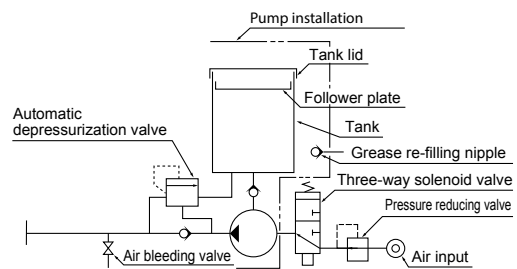 Pump installation
Tank lid
Follower plate
Automatic
depressurization valve
Tank
Grease re-filling nipple
Three-way solenoid valve
Pressure reducing valve
Air bleeding valve
Air input